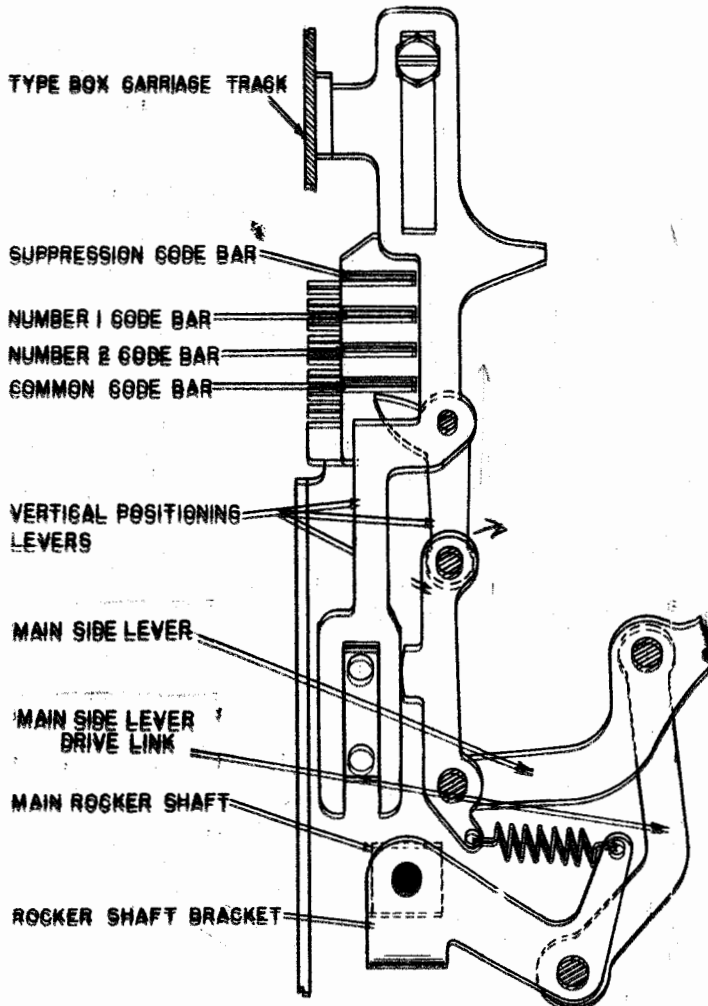 TYPE BOX CARRIAGE TRACK
SUPPRESSION CODE BAR
NUMBER 1 CODE BAR
NUMBER 2 CODE BAR
COMMON CODE BAR
VERTICAL POSITIONING
LEVERS
MAIN SIDE LEVER
MAIN SIDE LEVER
DRIVE LINK
MAIN ROCKER SHAFT
ROCKER SHAFT BRACKET